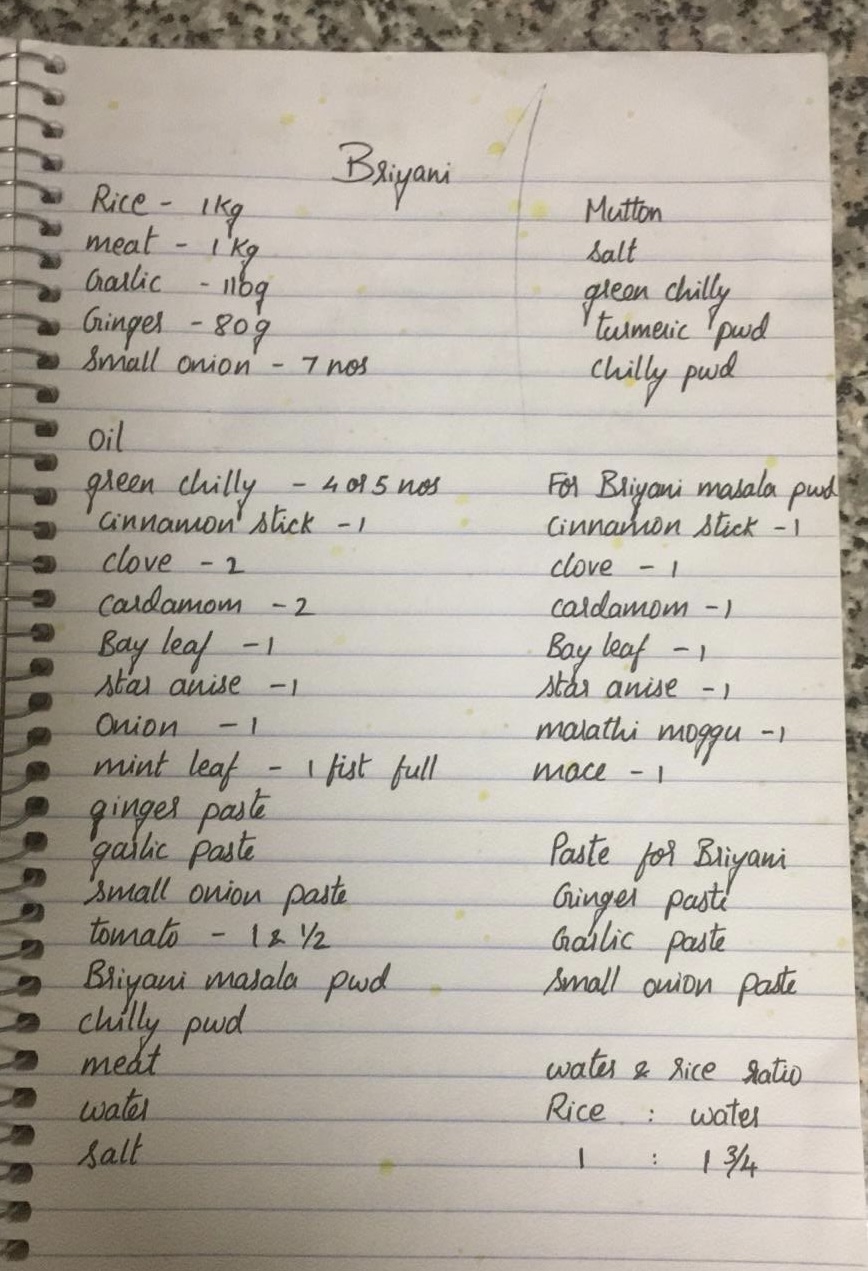 Briyani
Rice - 1 Kg
meat - 1 Kg
Garlic - 116g
Ginger - 80g
Small onion - 7 nos
oil
green chilly - 4 or 5 nos
cinnamon stick - 1
clove - 2
cardamom - 2
Bay leaf - 1
star anise - 1
Onion - 1
mint leaf - 1 fist full
ginger paste
garlic paste
small onion paste
tomato - 1 & 1/2
Briyani masala pwd
chilly pwd
meat
water
salt
Mutton
salt
green chilly
turmeric pwd
chilly pwd
For Briyani masala pwd
cinnamon stick - 1
clove - 1
cardamom - 1
Bay leaf - 1
star anise - 1
marathi moggu - 1
mace - 1
Paste for Briyani
Ginger paste
Garlic paste
small onion paste
water & rice ratio
Rice : water
1 : 1 3/4